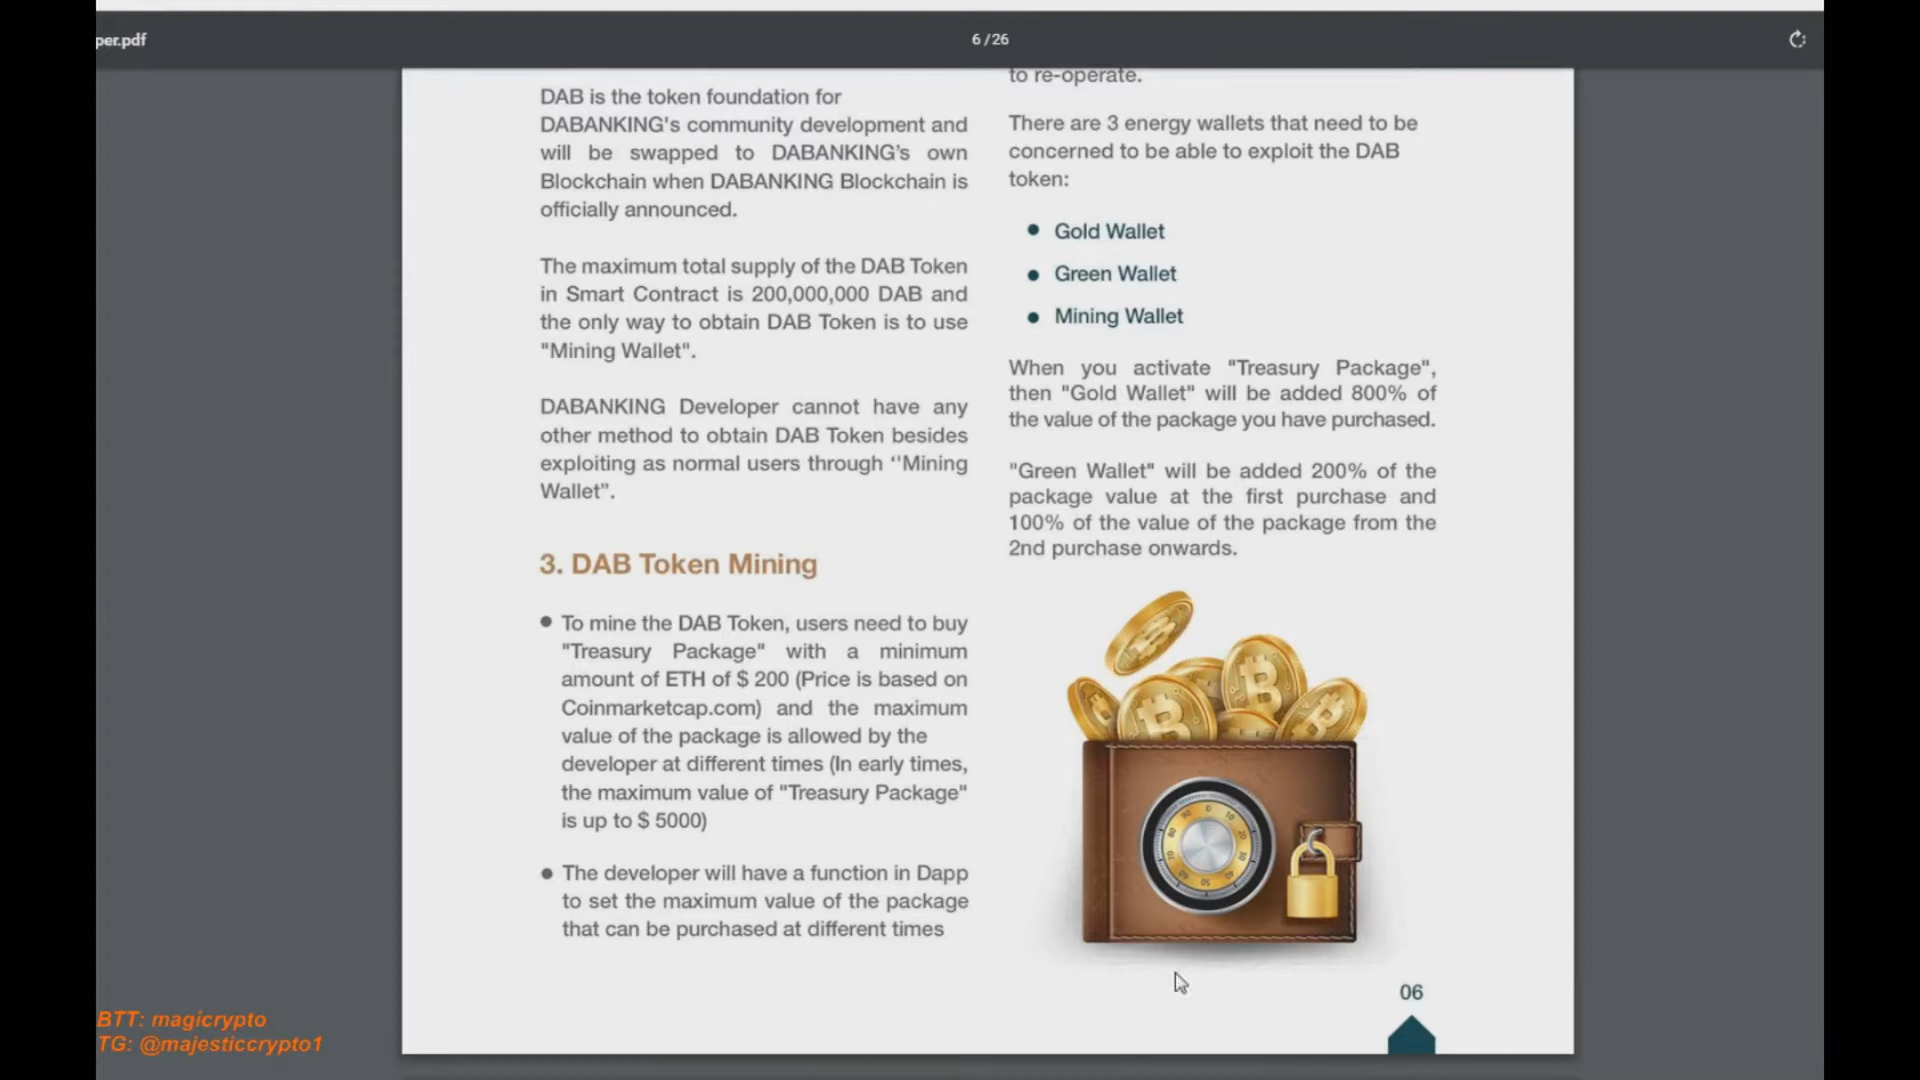 per.pdf
6 / 26
DAB is the token foundation for
DABANKING's community development and
will be swapped to DABANKING's own
Blockchain when DABANKING Blockchain is
officially announced.
The maximum total supply of the DAB Token
in Smart Contract is 200,000,000 DAB and
the only way to obtain DAB Token is to use
"Mining Wallet".
DABANKING Developer cannot have any
other method to obtain DAB Token besides
exploiting as normal users through ‘‘Mining
Wallet”.
3. DAB Token Mining
● To mine the DAB Token, users need to buy
"Treasury Package" with a minimum
amount of ETH of $ 200 (Price is based on
Coinmarketcap.com) and the maximum
value of the package is allowed by the
developer at different times (In early times,
the maximum value of "Treasury Package"
is up to $ 5000)
● The developer will have a function in Dapp
to set the maximum value of the package
that can be purchased at different times
to re-operate.
There are 3 energy wallets that need to be
concerned to be able to exploit the DAB
token:
● Gold Wallet
● Green Wallet
● Mining Wallet
When you activate "Treasury Package",
then "Gold Wallet" will be added 800% of
the value of the package you have purchased.
"Green Wallet" will be added 200% of the
package value at the first purchase and
100% of the value of the package from the
2nd purchase onwards.
0
10
20
30
40
50
60
70
80
90
06
BTT: magicrypto
TG: @majesticcrypto1